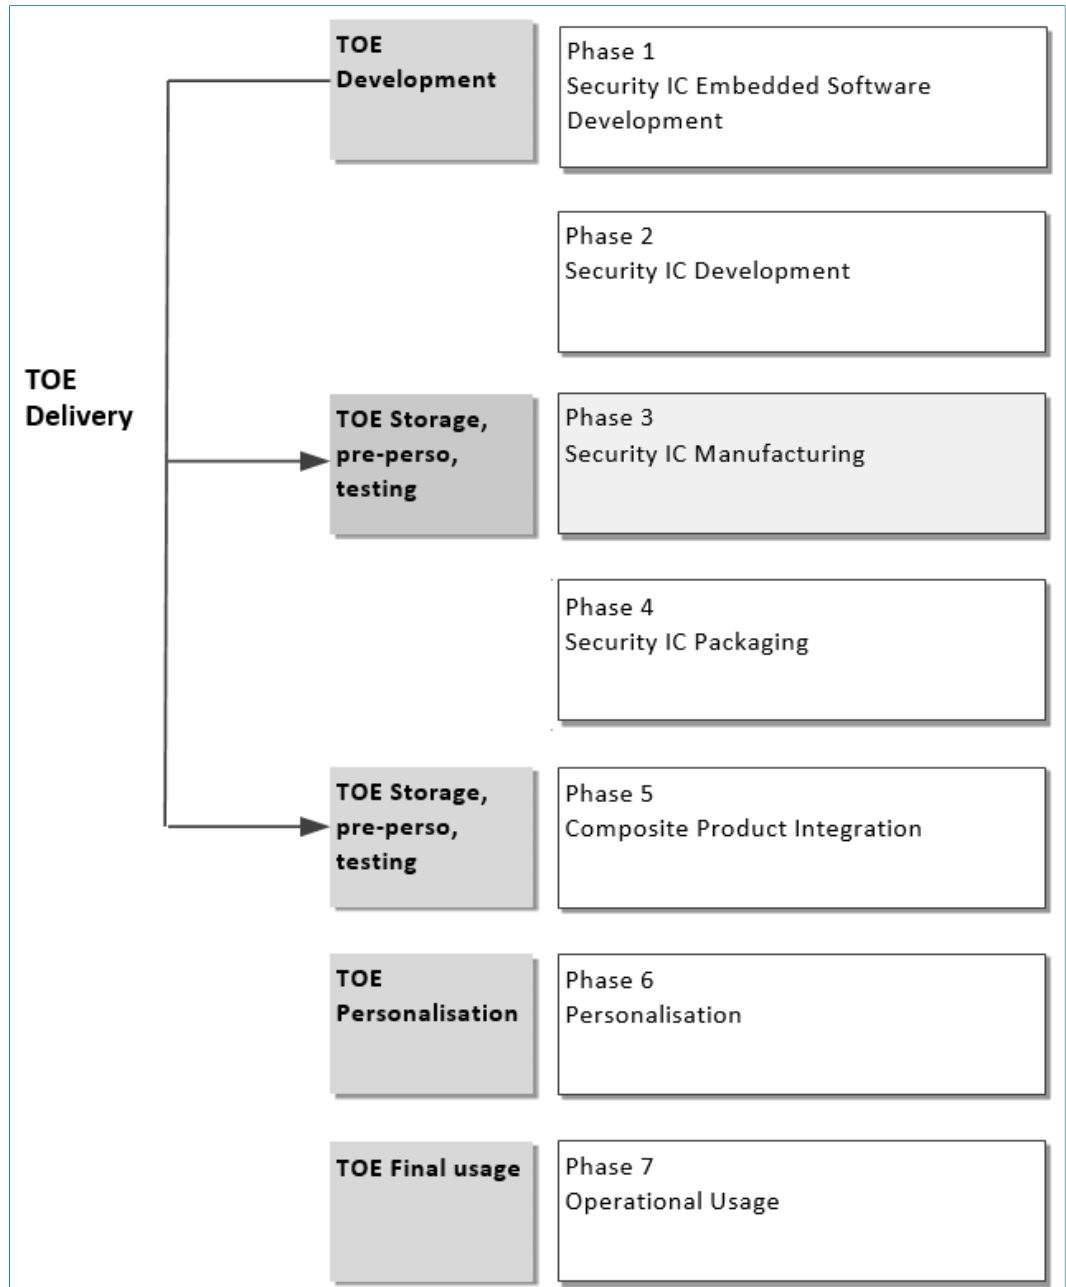 TOE
Development
Phase 1
Security IC Embedded Software
Development
Phase 2
Security IC Development
TOE
Delivery
TOE Storage,
pre-perso,
testing
Phase 3
Security IC Manufacturing
Phase 4
Security IC Packaging
TOE Storage,
pre-perso,
testing
Phase 5
Composite Product Integration
TOE
Personalisation
Phase 6
Personalisation
TOE Final usage
Phase 7
Operational Usage